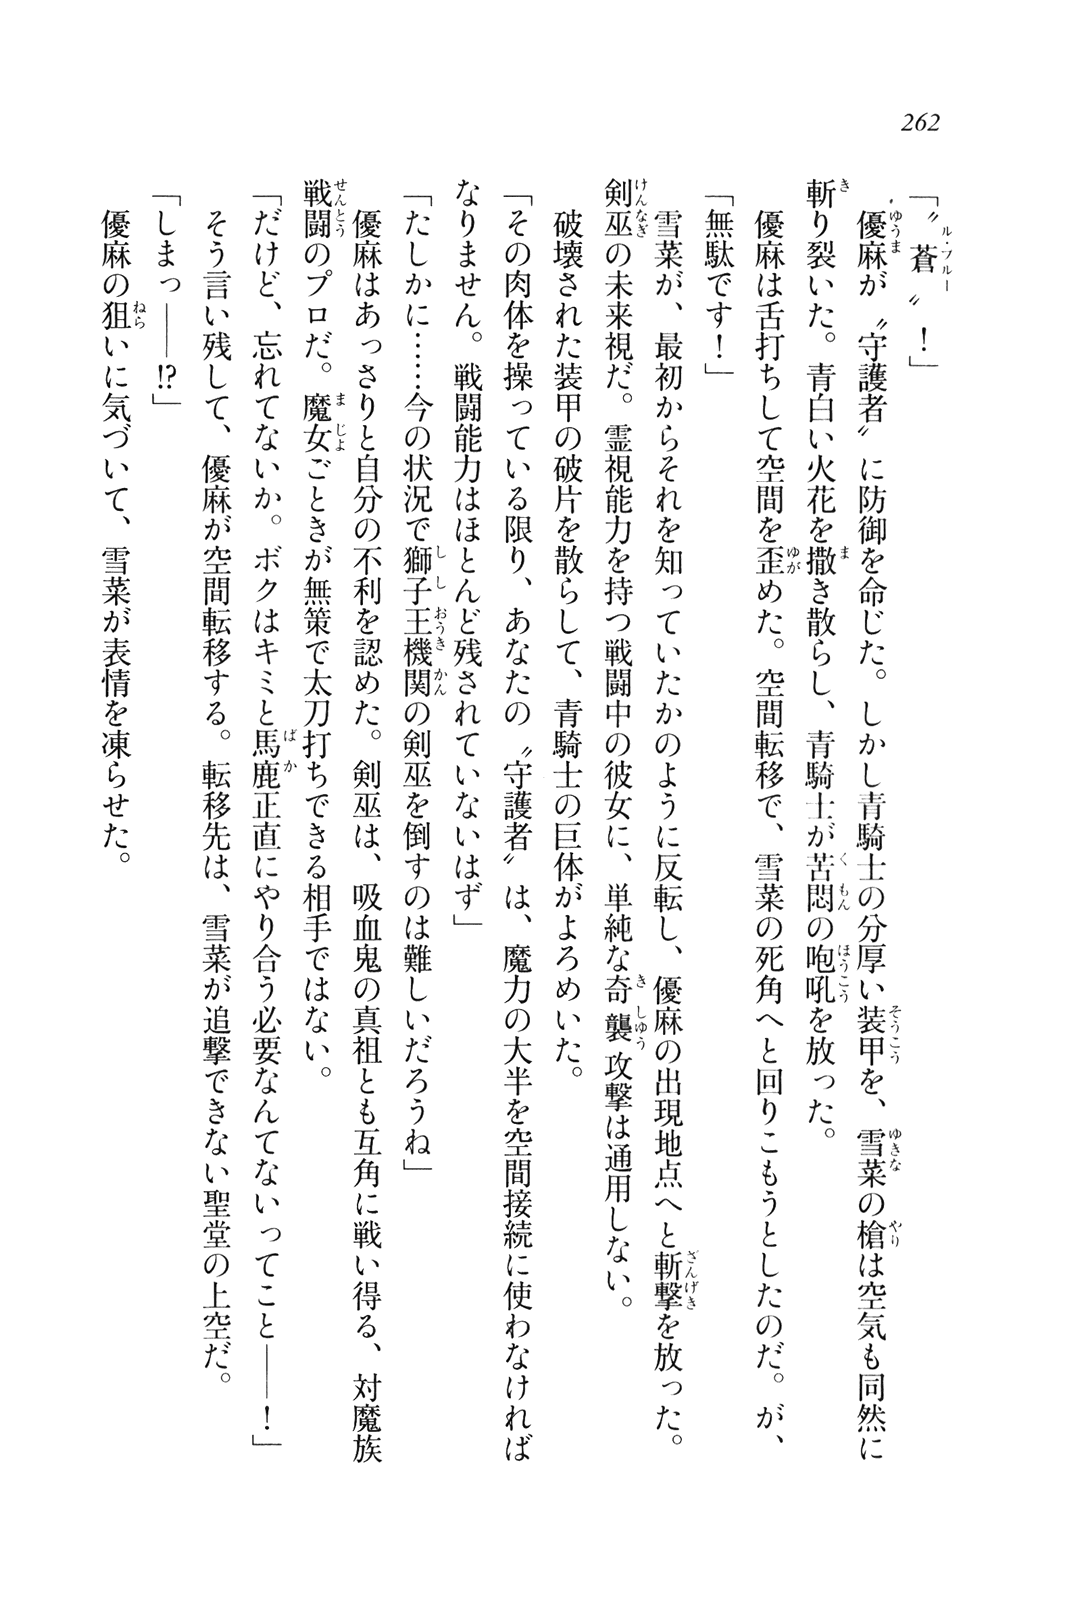 262
「〝蒼〟！」
　優麻が〝守護者〟に防御を命じた。しかし青騎士の分厚い装甲を、雪菜の槍は空気も同然に
斬り裂いた。青白い火花を撒き散らし、青騎士が苦悶の咆吼を放った。
　優麻は舌打ちして空間を歪めた。空間転移で、雪菜の死角へと回りこもうとしたのだ。が、
「無駄です！」
　雪菜が、最初からそれを知っていたかのように反転し、優麻の出現地点へと斬撃を放った。
剣巫の未来視だ。霊視能力を持つ戦闘中の彼女に、単純な奇襲攻撃は通用しない。
　破壊された装甲の破片を散らして、青騎士の巨体がよろめいた。
「その肉体を操っている限り、あなたの〝守護者〟は、魔力の大半を空間接続に使わなければ
なりません。戦闘能力はほとんど残されていないはず」
「たしかに……今の状況で獅子王機関の剣巫を倒すのは難しいだろうね」
　優麻はあっさりと自分の不利を認めた。剣巫は、吸血鬼の真祖とも互角に戦い得る、対魔族
戦闘のプロだ。魔女ごときが無策で太刀打ちできる相手ではない。
「だけど、忘れてないか。ボクはキミと馬鹿正直にやり合う必要なんてないってこと――！」
　そう言い残して、優麻が空間転移する。転移先は、雪菜が追撃できない聖堂の上空だ。
「しまっ――!?」
　優麻の狙いに気づいて、雪菜が表情を凍らせた。